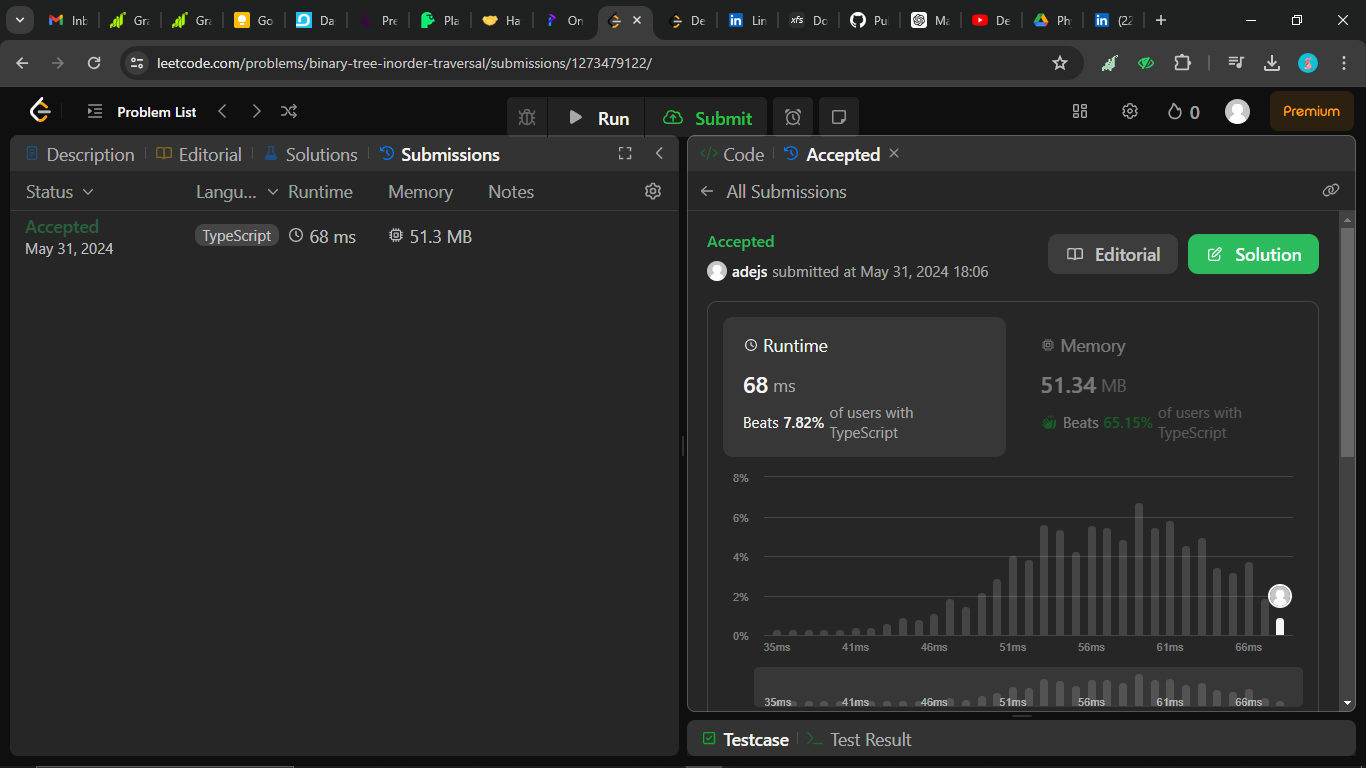 Inb
Gra
Gra
Go
Da
Pre
Pla
Ha
On
De
Lin
Do
Pul
Ma
De
Ph
(22
leetcode.com/problems/binary-tree-inorder-traversal/submissions/1273479122/
Problem List
Run
Submit
0
Premium
Description
Editorial
Solutions
Submissions
Code
Accepted
Status
Langu...
Runtime
Memory
Notes
All Submissions
Accepted
May 31, 2024
TypeScript
68 ms
51.3 MB
Accepted
adejs submitted at May 31, 2024 18:06
Editorial
Solution
Runtime
68 ms
Beats 7.82% of users with
TypeScript
Memory
51.34 MB
Beats 65.15% of users with
TypeScript
8%
6%
4%
2%
0%
35ms 41ms 46ms 51ms 56ms 61ms 66ms
35ms 41ms 46ms 51ms 56ms 61ms 66ms
Testcase
Test Result